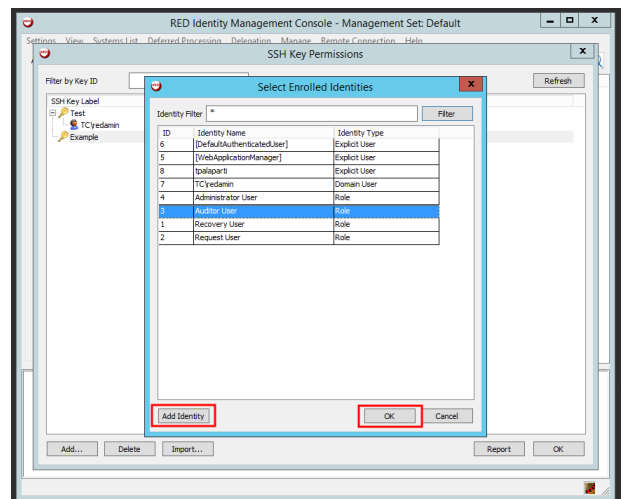 RED Identity Management Console - Management Set: Default
Settings View Systems List Deferred Processing Delegation Manage Remote Connection Help
SSH Key Permissions
Filter by Key ID
Refresh
SSH Key Label
Test
TC\redamin
Example
Select Enrolled Identities
Identity Filter *
Filter
ID Identity Name Identity Type
6 [DefaultAuthenticatedUser] Explicit User
5 [WebApplicationManager] Explicit User
8 tpalaparti Explicit User
7 TC\redamin Domain User
4 Administrator User Role
3 Auditor User Role
1 Recovery User Role
2 Request User Role
Add Identity OK Cancel
Add... Delete Import... Report OK